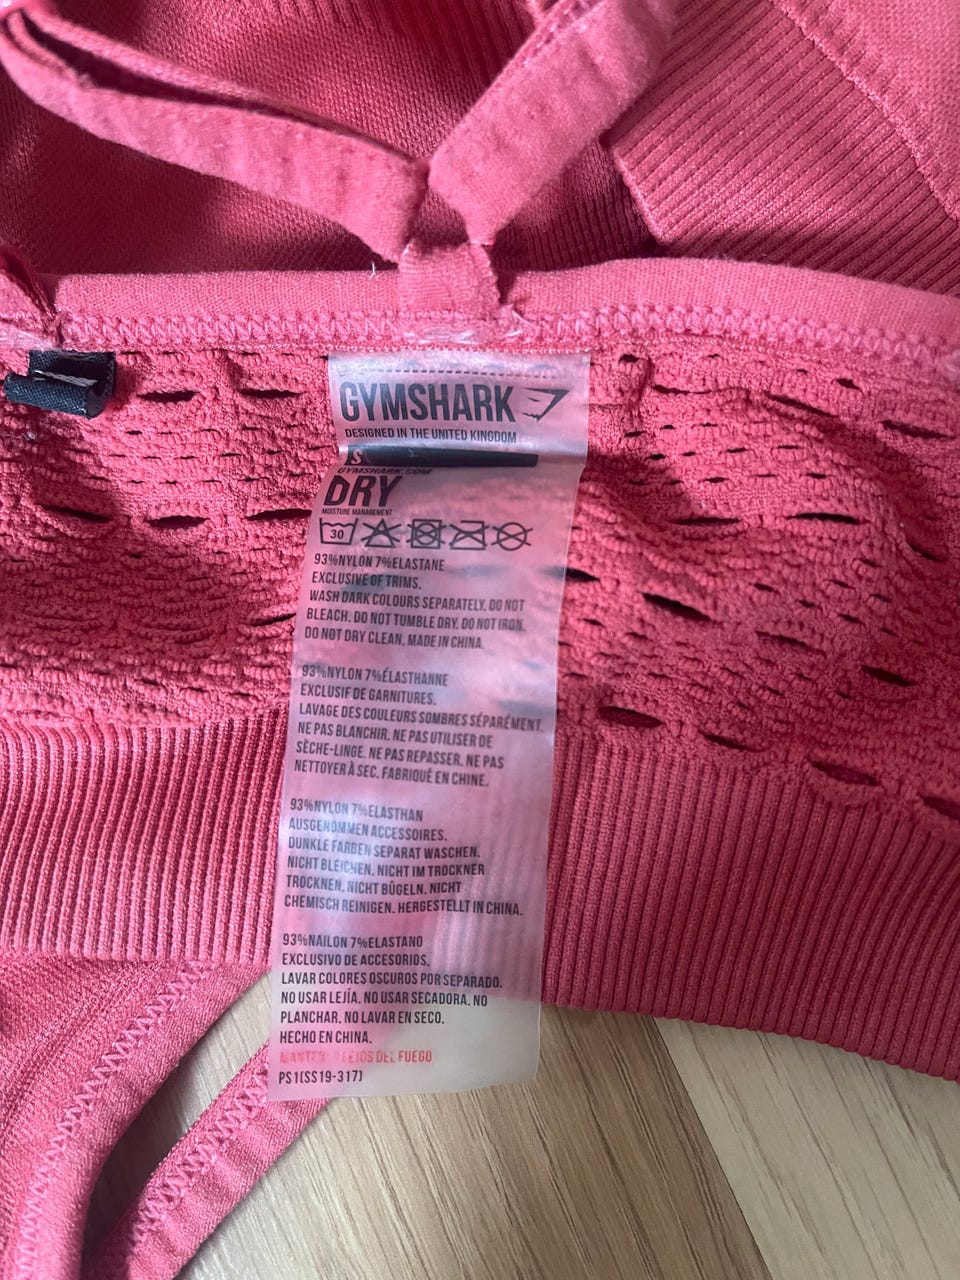 GYMSHARK
DESIGNED IN THE UNITED KINGDOM
S
GYMSHARK.COM
DRY
MOISTURE MANAGEMENT
30
93%NYLON 7%ELASTANE
EXCLUSIVE OF TRIMS.
WASH DARK COLOURS SEPARATELY. DO NOT
BLEACH. DO NOT TUMBLE DRY. DO NOT IRON.
DO NOT DRY CLEAN. MADE IN CHINA
93%NYLON 7%ÉLASTHANNE
EXCLUSIF DE GARNITURES.
LAVAGE DES COULEURS SOMBRES SÉPARÉMENT.
NE PAS BLANCHIR. NE PAS UTILISER DE
SÈCHE-LINGE. NE PAS REPASSER. NE PAS
NETTOYER À SEC. FABRIQUÉ EN CHINE.
93%NYLON 7%ELASTHAN
AUSGENOMMEN ACCESSOIRES.
DUNKLE FARBEN SEPARAT WASCHEN.
NICHT BLEICHEN. NICHT IM TROCKNER
TROCKNEN. NICHT BÜGELN. NICHT
CHEMISCH REINIGEN. HERGESTELLT IN CHINA.
93%NAILON 7%ELASTANO
EXCLUSIVO DE ACCESORIOS.
LAVAR COLORES OSCUROS POR SEPARADO.
NO USAR LEJÍA. NO USAR SECADORA. NO
PLANCHAR. NO LAVAR EN SECO.
HECHO EN CHINA.
DEL FUEGO
PS1(SS19-317)